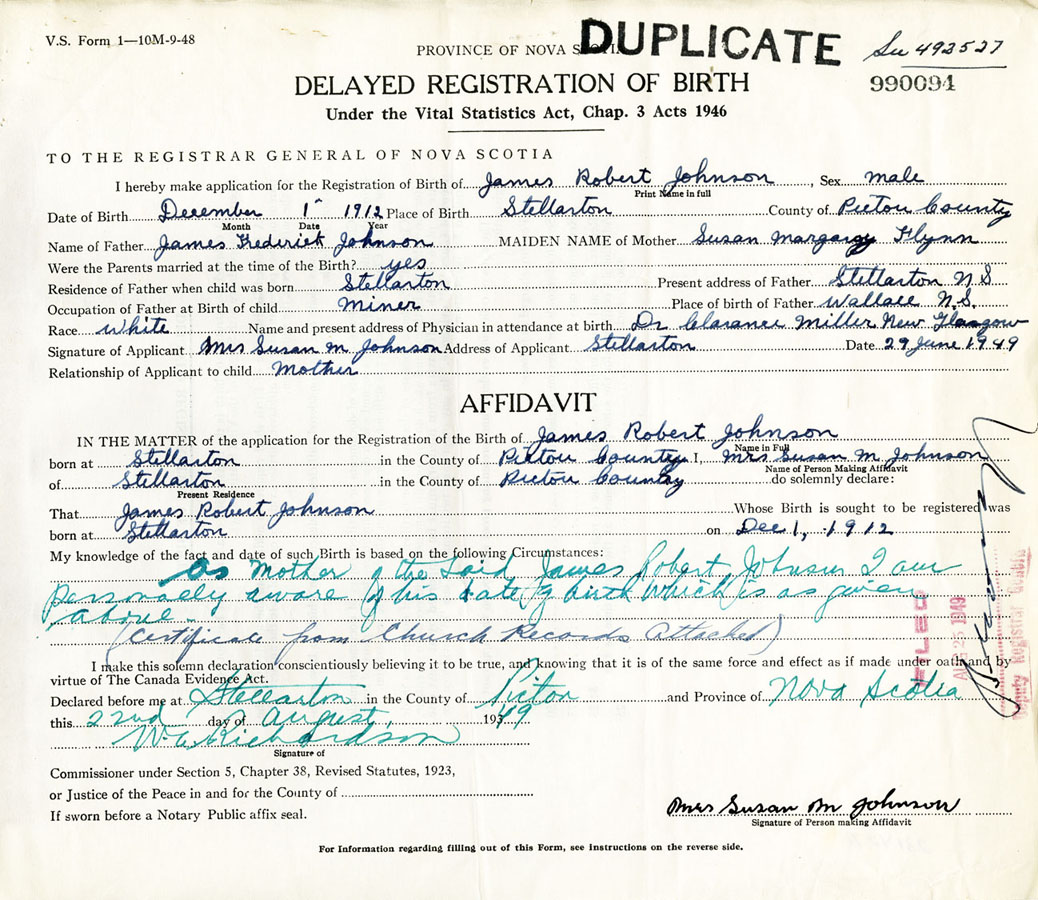 V.S. Form 1—10M-9-48
PROVINCE OF NOVA SCOTIA
DUPLICATE
492527
990094
DELAYED REGISTRATION OF BIRTH
Under the Vital Statistics Act, Chap. 3 Acts 1946
TO THE REGISTRAR GENERAL OF NOVA SCOTIA
I hereby make application for the Registration of Birth of James Robert Johnson, Sex male
Print Name in full
Date of Birth December 1 1912 Place of Birth Stellarton County of Pictou County
Month Date Year
Name of Father James Frederick Johnson MAIDEN NAME of Mother Susan Flynn
Were the Parents married at the time of the Birth? yes
Residence of Father when child was born Stellarton Present address of Father Stellarton N S
Occupation of Father at Birth of child Miner Place of birth of Father Wallace N.S.
Race White Name and present address of Physician in attendance at birth Dr Clarance Miller New Glasgow
Signature of Applicant Mrs Susan M Johnson Address of Applicant Stellarton Date 29 June 1949
Relationship of Applicant to child Mother
AFFIDAVIT
IN THE MATTER of the application for the Registration of the Birth of James Robert Johnson
Name in Full
born at Stellarton in the County of Pictou County I, Mrs Susan M Johnson
Name of Person Making Affidavit
of Stellarton in the County of Pictou County do solemnly declare:
Present Residence
That James Robert Johnson Whose Birth is sought to be registered was
born at Stellarton on Dec 1, 1912
My knowledge of the fact and date of such Birth is based on the following Circumstances:
As Mother of the Said James Robert Johnson I am
personally aware of his date of birth which is as given
above.
(Certificate from Church Records Attached)
I make this solemn declaration conscientiously believing it to be true, and knowing that it is of the same force and effect as if made under oath and by
virtue of The Canada Evidence Act.
Declared before me at Stellarton in the County of Pictou and Province of Nova Scotia
this 22nd day of August, 1949
W. Richardson
Signature of
Commissioner under Section 5, Chapter 38, Revised Statutes, 1923,
or Justice of the Peace in and for the County of
If sworn before a Notary Public affix seal.
Mrs Susan M Johnson
Signature of Person making Affidavit
For Information regarding filling out of this Form, see instructions on the reverse side.
FILED
AUG 25 1949
Deputy Registrar General